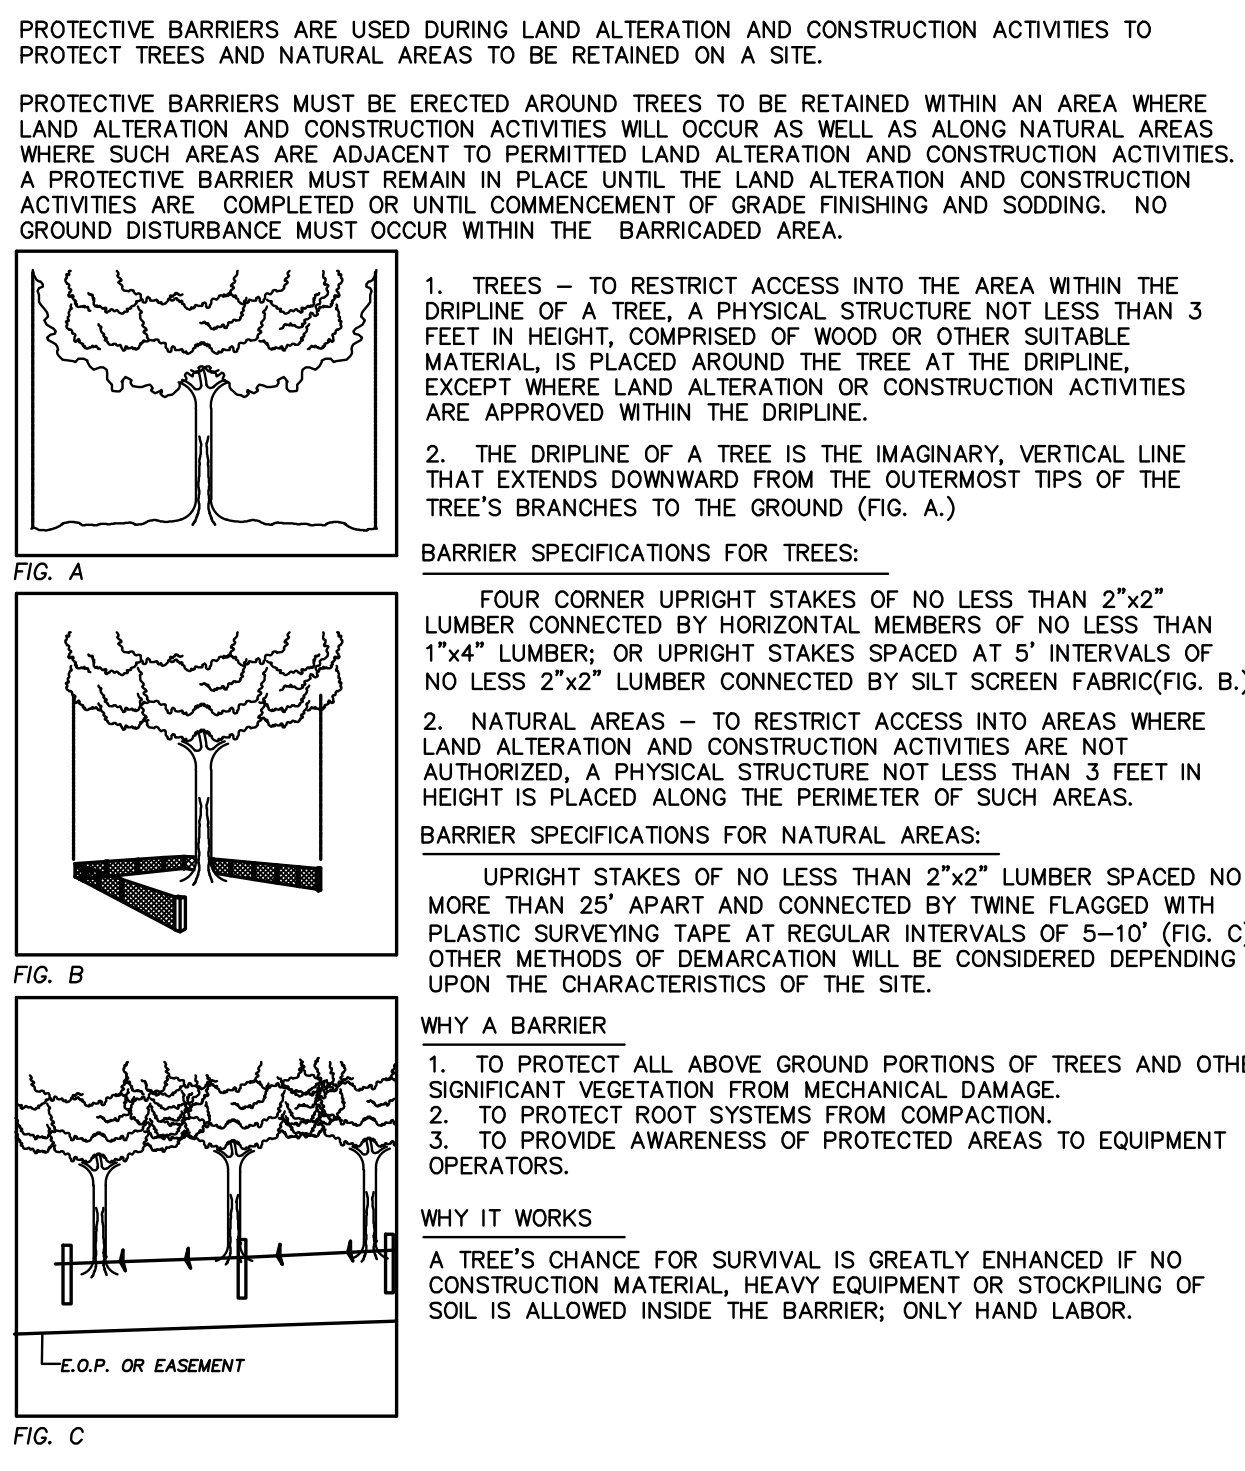 PROTECTIVE BARRIERS ARE USED DURING LAND ALTERATION AND CONSTRUCTION ACTIVITIES TO
PROTECT TREES AND NATURAL AREAS TO BE RETAINED ON A SITE.
PROTECTIVE BARRIERS MUST BE ERECTED AROUND TREES TO BE RETAINED WITHIN AN AREA WHERE
LAND ALTERATION AND CONSTRUCTION ACTIVITIES WILL OCCUR AS WELL AS ALONG NATURAL AREAS
WHERE SUCH AREAS ARE ADJACENT TO PERMITTED LAND ALTERATION AND CONSTRUCTION ACTIVITIES.
A PROTECTIVE BARRIER MUST REMAIN IN PLACE UNTIL THE LAND ALTERATION AND CONSTRUCTION
ACTIVITIES ARE COMPLETED OR UNTIL COMMENCEMENT OF GRADE FINISHING AND SODDING. NO
GROUND DISTURBANCE MUST OCCUR WITHIN THE BARRICADED AREA.
FIG. A
1. TREES – TO RESTRICT ACCESS INTO THE AREA WITHIN THE
DRIPLINE OF A TREE, A PHYSICAL STRUCTURE NOT LESS THAN 3
FEET IN HEIGHT, COMPRISED OF WOOD OR OTHER SUITABLE
MATERIAL, IS PLACED AROUND THE TREE AT THE DRIPLINE,
EXCEPT WHERE LAND ALTERATION OR CONSTRUCTION ACTIVITIES
ARE APPROVED WITHIN THE DRIPLINE.
2. THE DRIPLINE OF A TREE IS THE IMAGINARY, VERTICAL LINE
THAT EXTENDS DOWNWARD FROM THE OUTERMOST TIPS OF THE
TREE'S BRANCHES TO THE GROUND (FIG. A.)
BARRIER SPECIFICATIONS FOR TREES:
FOUR CORNER UPRIGHT STAKES OF NO LESS THAN 2"x2"
LUMBER CONNECTED BY HORIZONTAL MEMBERS OF NO LESS THAN
1"x4" LUMBER; OR UPRIGHT STAKES SPACED AT 5' INTERVALS OF
NO LESS 2"x2" LUMBER CONNECTED BY SILT SCREEN FABRIC(FIG. B.)
FIG. B
2. NATURAL AREAS – TO RESTRICT ACCESS INTO AREAS WHERE
LAND ALTERATION AND CONSTRUCTION ACTIVITIES ARE NOT
AUTHORIZED, A PHYSICAL STRUCTURE NOT LESS THAN 3 FEET IN
HEIGHT IS PLACED ALONG THE PERIMETER OF SUCH AREAS.
BARRIER SPECIFICATIONS FOR NATURAL AREAS:
UPRIGHT STAKES OF NO LESS THAN 2"x2" LUMBER SPACED NO
MORE THAN 25' APART AND CONNECTED BY TWINE FLAGGED WITH
PLASTIC SURVEYING TAPE AT REGULAR INTERVALS OF 5–10' (FIG. C)
OTHER METHODS OF DEMARCATION WILL BE CONSIDERED DEPENDING
UPON THE CHARACTERISTICS OF THE SITE.
WHY A BARRIER
1. TO PROTECT ALL ABOVE GROUND PORTIONS OF TREES AND OTHE
SIGNIFICANT VEGETATION FROM MECHANICAL DAMAGE.
2. TO PROTECT ROOT SYSTEMS FROM COMPACTION.
3. TO PROVIDE AWARENESS OF PROTECTED AREAS TO EQUIPMENT
OPERATORS.
WHY IT WORKS
A TREE'S CHANCE FOR SURVIVAL IS GREATLY ENHANCED IF NO
CONSTRUCTION MATERIAL, HEAVY EQUIPMENT OR STOCKPILING OF
SOIL IS ALLOWED INSIDE THE BARRIER; ONLY HAND LABOR.
E.O.P. OR EASEMENT
FIG. C